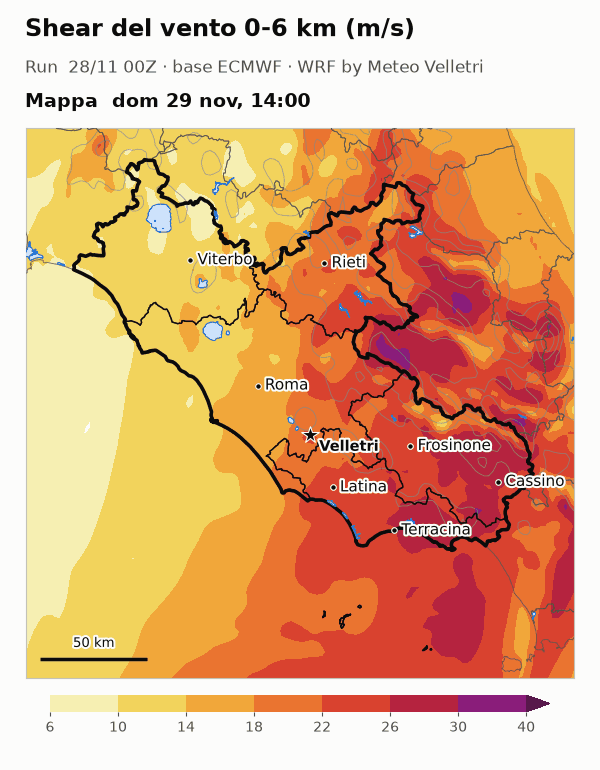 Shear del vento 0-6 km (m/s)
Run  28/11 00Z · base ECMWF · WRF by Meteo Velletri
Mappa  dom 29 nov, 14:00
Viterbo
Rieti
Roma
Velletri
Frosinone
Latina
Cassino
Terracina
50 km
6 10 14 18 22 26 30 40